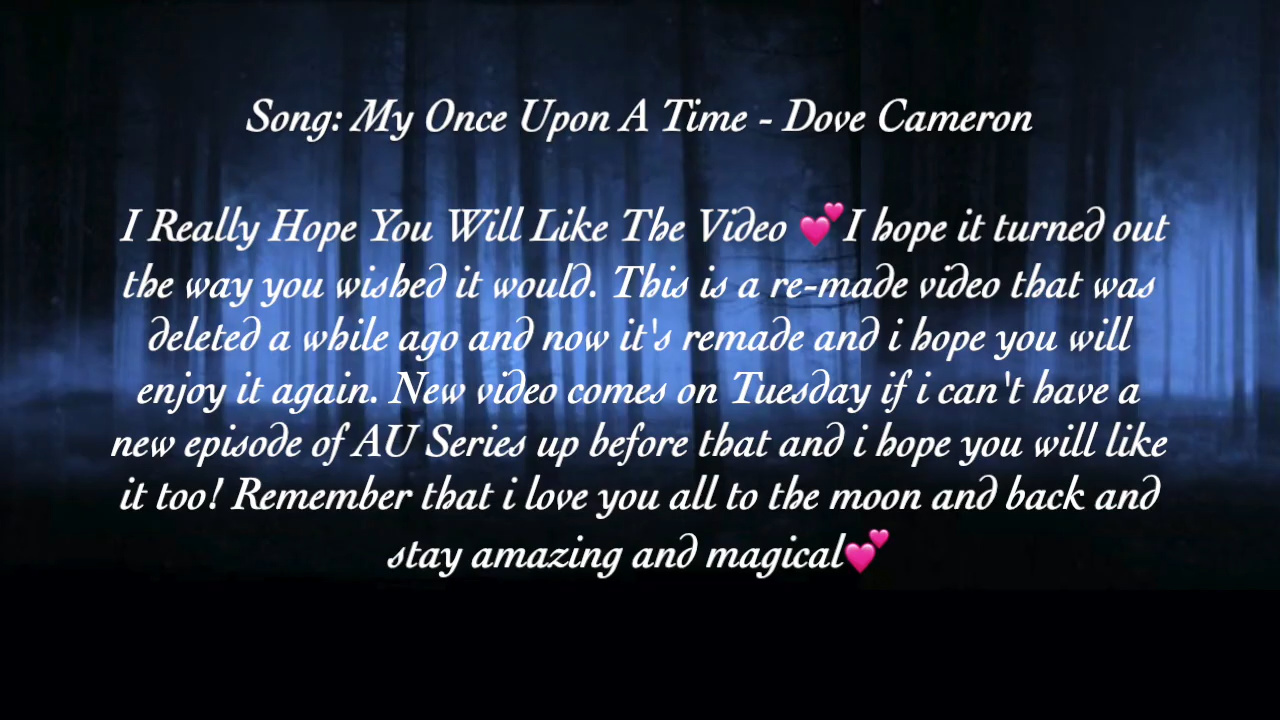 Song: My Once Upon A Time - Dove Cameron
I Really Hope You Will Like The Video 💕I hope it turned out
the way you wished it would. This is a re-made video that was
deleted a while ago and now it's remade and i hope you will
enjoy it again. New video comes on Tuesday if i can't have a
new episode of AU Series up before that and i hope you will like
it too! Remember that i love you all to the moon and back and
stay amazing and magical💕